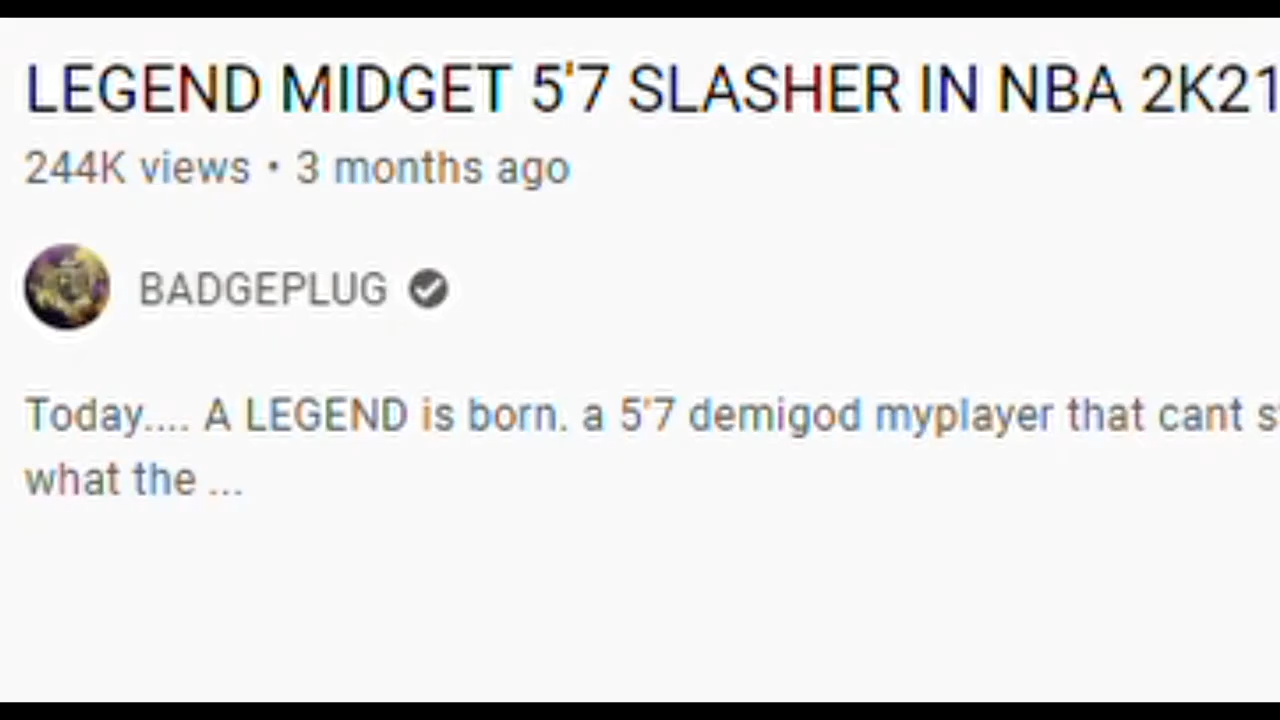 LEGEND MIDGET 5'7 SLASHER IN NBA 2K21
244K views • 3 months ago
BADGEPLUG
Today.... A LEGEND is born. a 5'7 demigod myplayer that cant s
what the ...